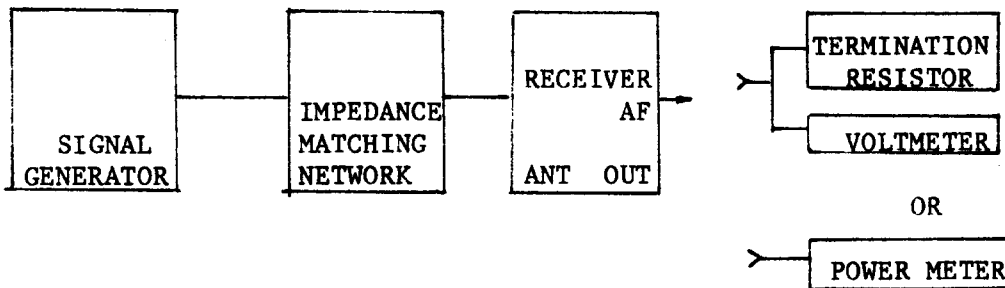 SIGNAL
GENERATOR
IMPEDANCE
MATCHING
NETWORK
RECEIVER
AF
ANT OUT
TERMINATION
RESISTOR
VOLTMETER
OR
POWER METER